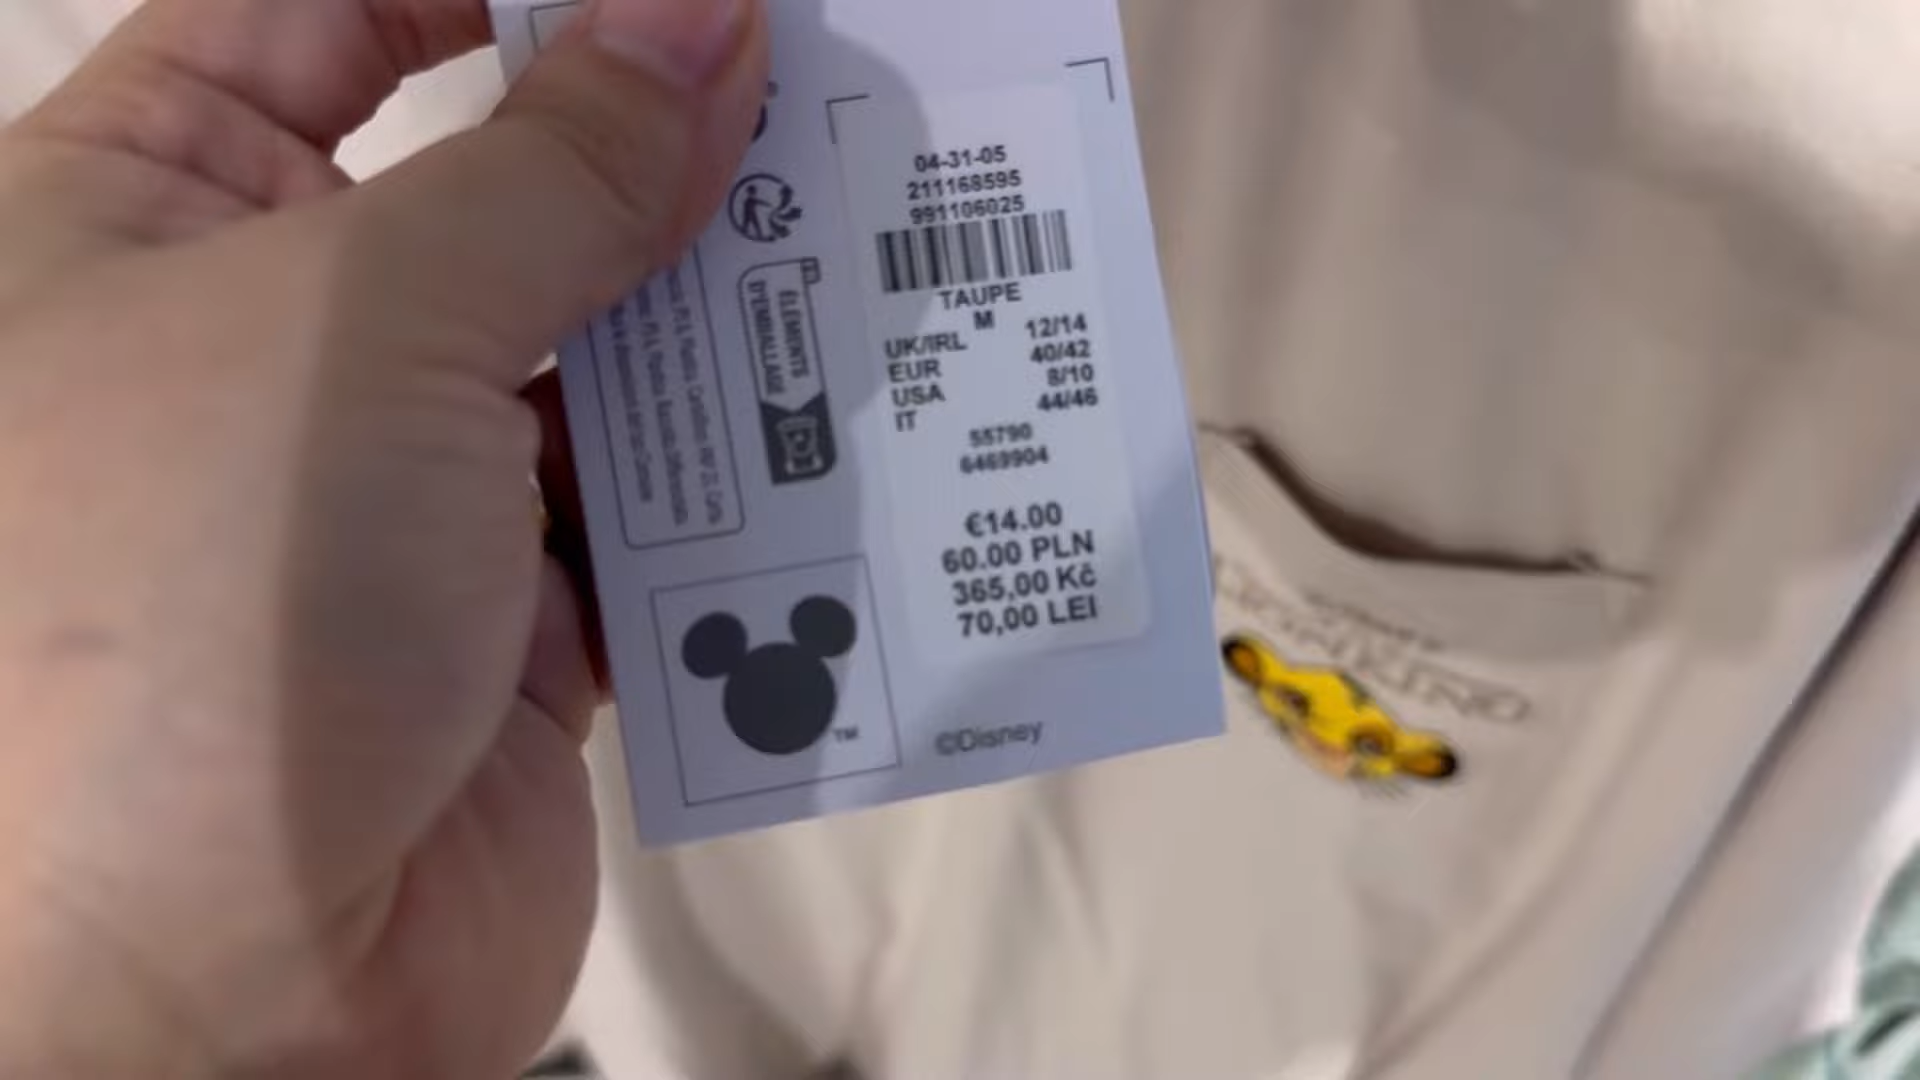 04-31-05
211168595
991106025
TAUPE
M
UK/IRL 12/14
EUR 40/42
USA 8/10
IT 44/46
55790
6469904
€14.00
60.00 PLN
365,00 Kč
70,00 LEI
ÉLÉMENTS
D'EMBALLAGE
TM
©Disney